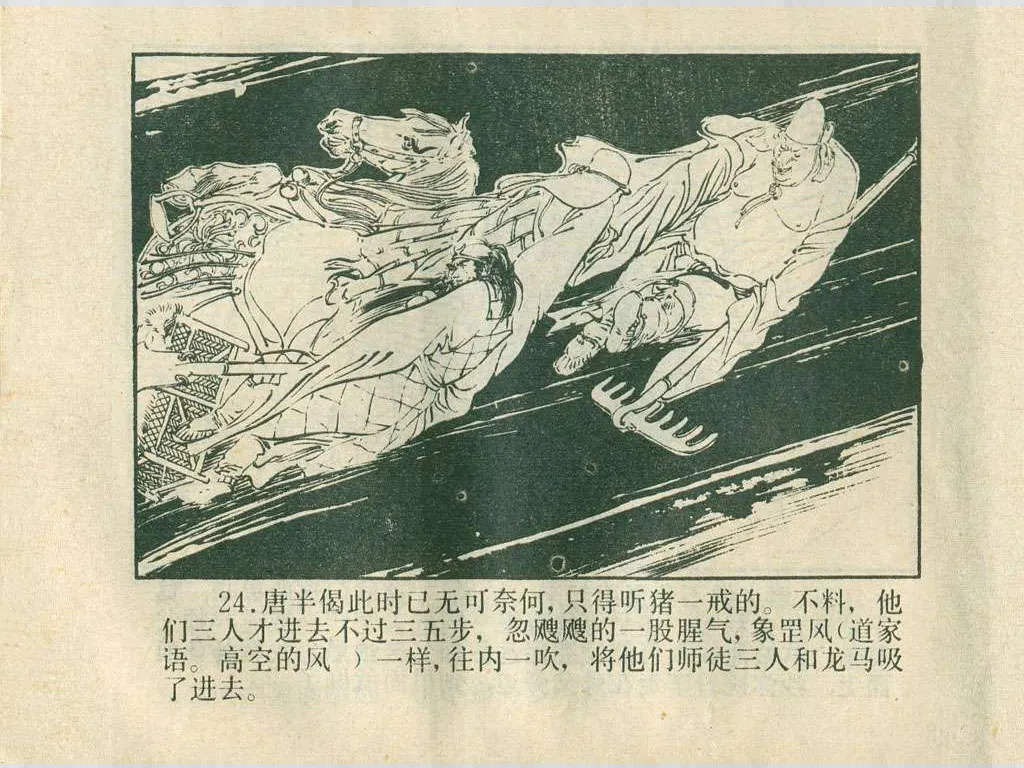 24.唐半偈此时已无可奈何,只得听猪一戒的。不料,他
们三人才进去不过三五步,忽飕飕的一股腥气,象罡风(道家
语。高空的风 )一样,往内一吹,将他们师徒三人和龙马吸
了进去。